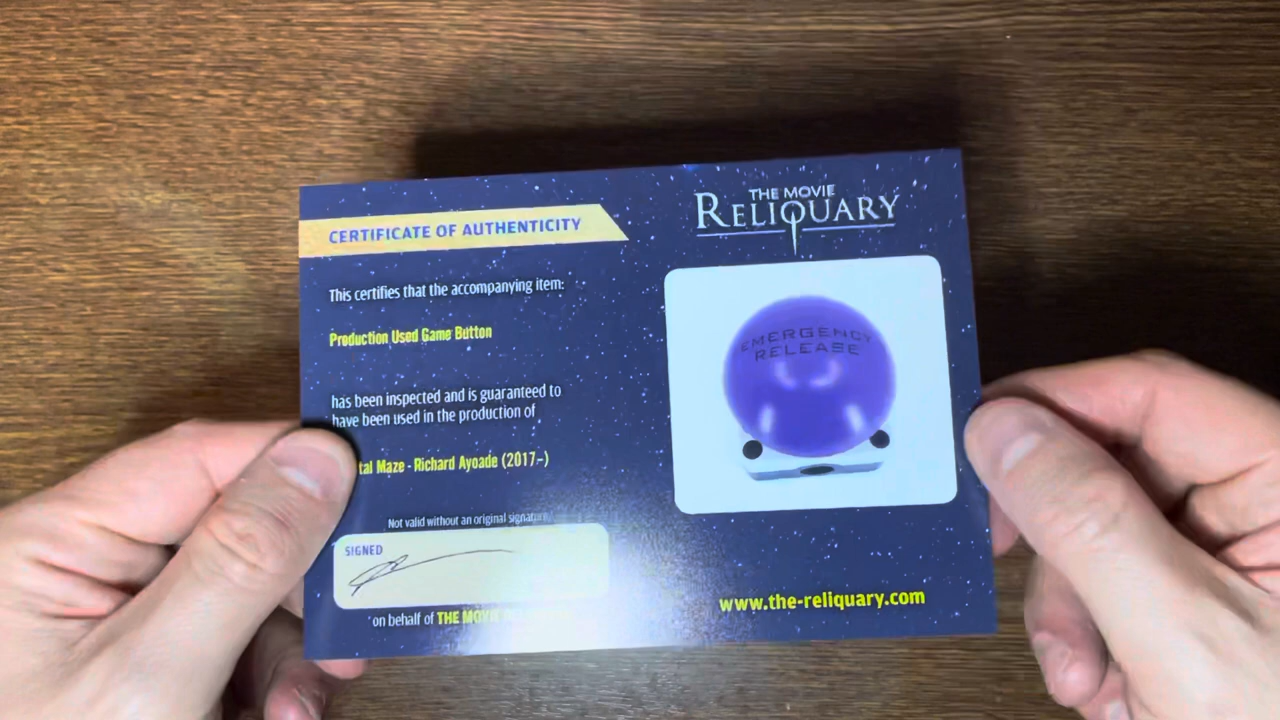 CERTIFICATE OF AUTHENTICITY
This certifies that the accompanying item:
Production Used Game Button
has been inspected and is guaranteed to
have been used in the production of
Maze - Richard Ayoade (2017-)
Not valid without an original signature
SIGNED
on behalf of THE
THE MOVIE
RELIQUARY
EMERGENCY
RELEASE
www.the-reliquary.com